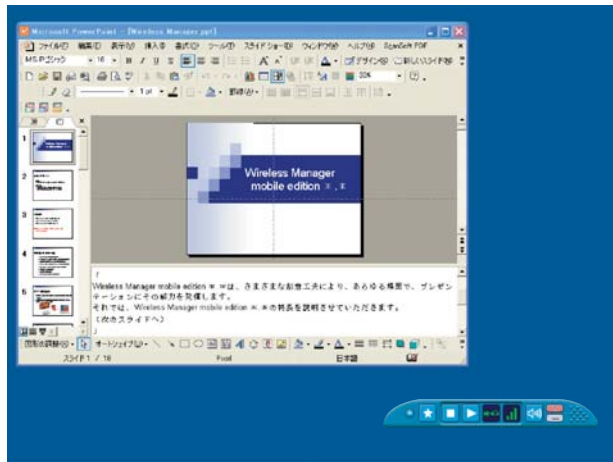 Microsoft PowerPoint - [Wireless Manager.ppt]
ファイル(F) 編集(E) 表示(V) 挿入(I) 書式(O) ツール(T) スライド ショー(D) ウィンドウ(W) ヘルプ(H) ScanSoft PDF
MS Pゴシック 16 B U S
デザイン(S) 新しいスライド(N)
1 pt
1
2
3
4
5
Wireless Manager
mobile edition ※.※
Wireless Manager mobile edition ※.※は、さまざまな創意工夫により、あらゆる場面で、プレゼン
テーションにその威力を発揮します。
それでは、Wireless Manager mobile edition ※.※の特長を説明させていただきます。
(次のスライドへ)
図形の調整(R) オートシェイプ(U)
スライド 1 / 18 Pixel 日本語